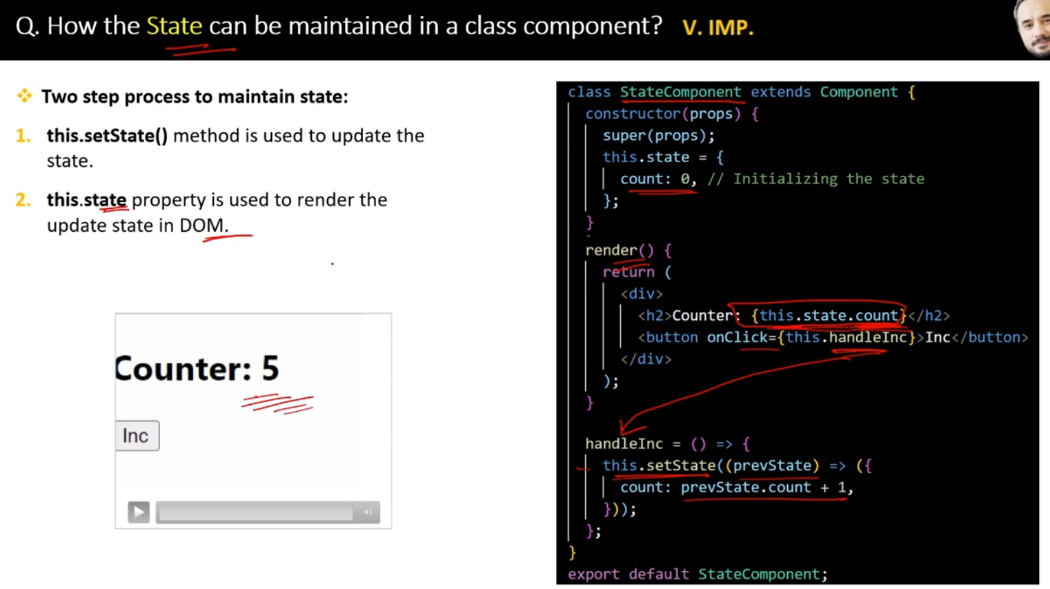 Q. How the State can be maintained in a class component? V. IMP.
❖ Two step process to maintain state:
1. this.setState() method is used to update the
state.
2. this.state property is used to render the
update state in DOM.
Counter: 5
Inc
class StateComponent extends Component {
constructor(props) {
super(props);
this.state = {
count: 0, // Initializing the state
};
}
render() {
return (
<div>
<h2>Counter: {this.state.count}</h2>
<button onClick={this.handleInc}>Inc</button>
</div>
);
}
handleInc = () => {
this.setState((prevState) => ({
count: prevState.count + 1,
}));
};
}
export default StateComponent;